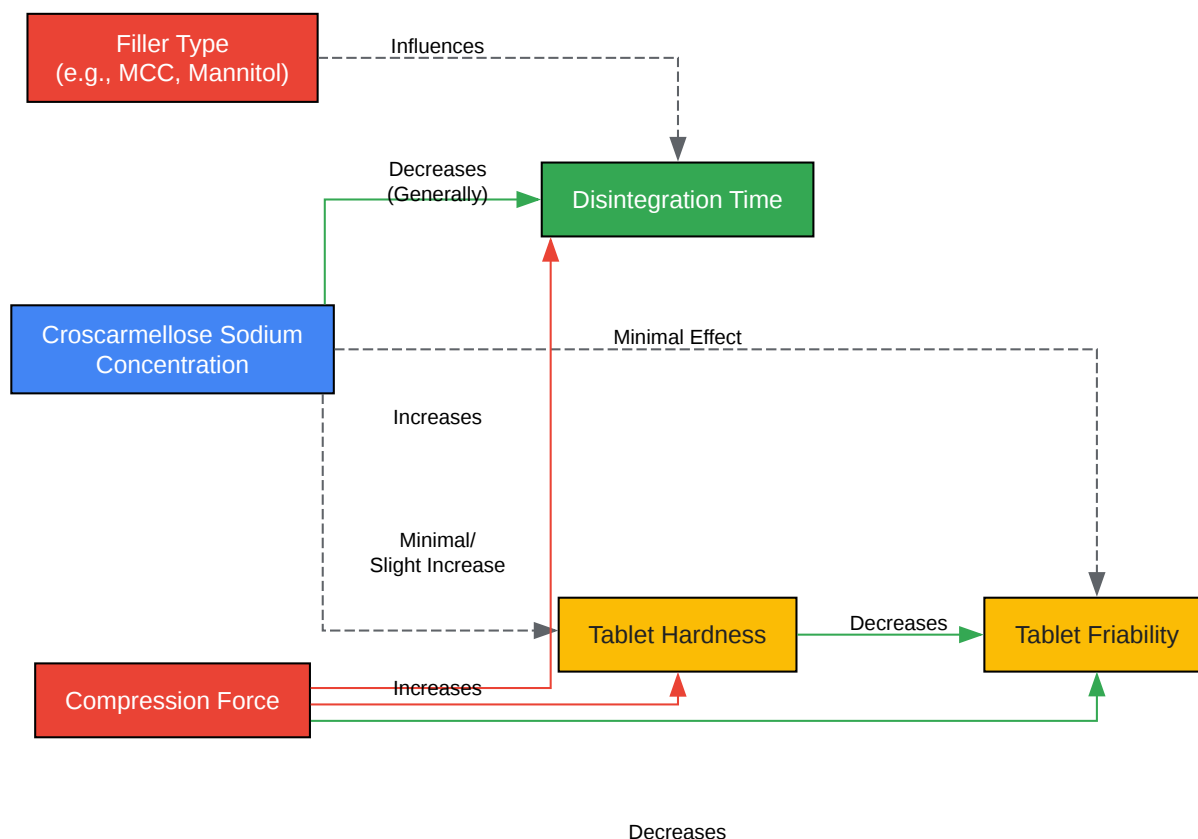 Filler Type
(e.g., MCC, Mannitol)
Influences
Decreases
(Generally)
Disintegration Time
Croscarmellose Sodium
Concentration
Minimal Effect
Increases
Minimal/
Slight Increase
Tablet Hardness
Decreases
Tablet Friability
Compression Force
Increases
Decreases